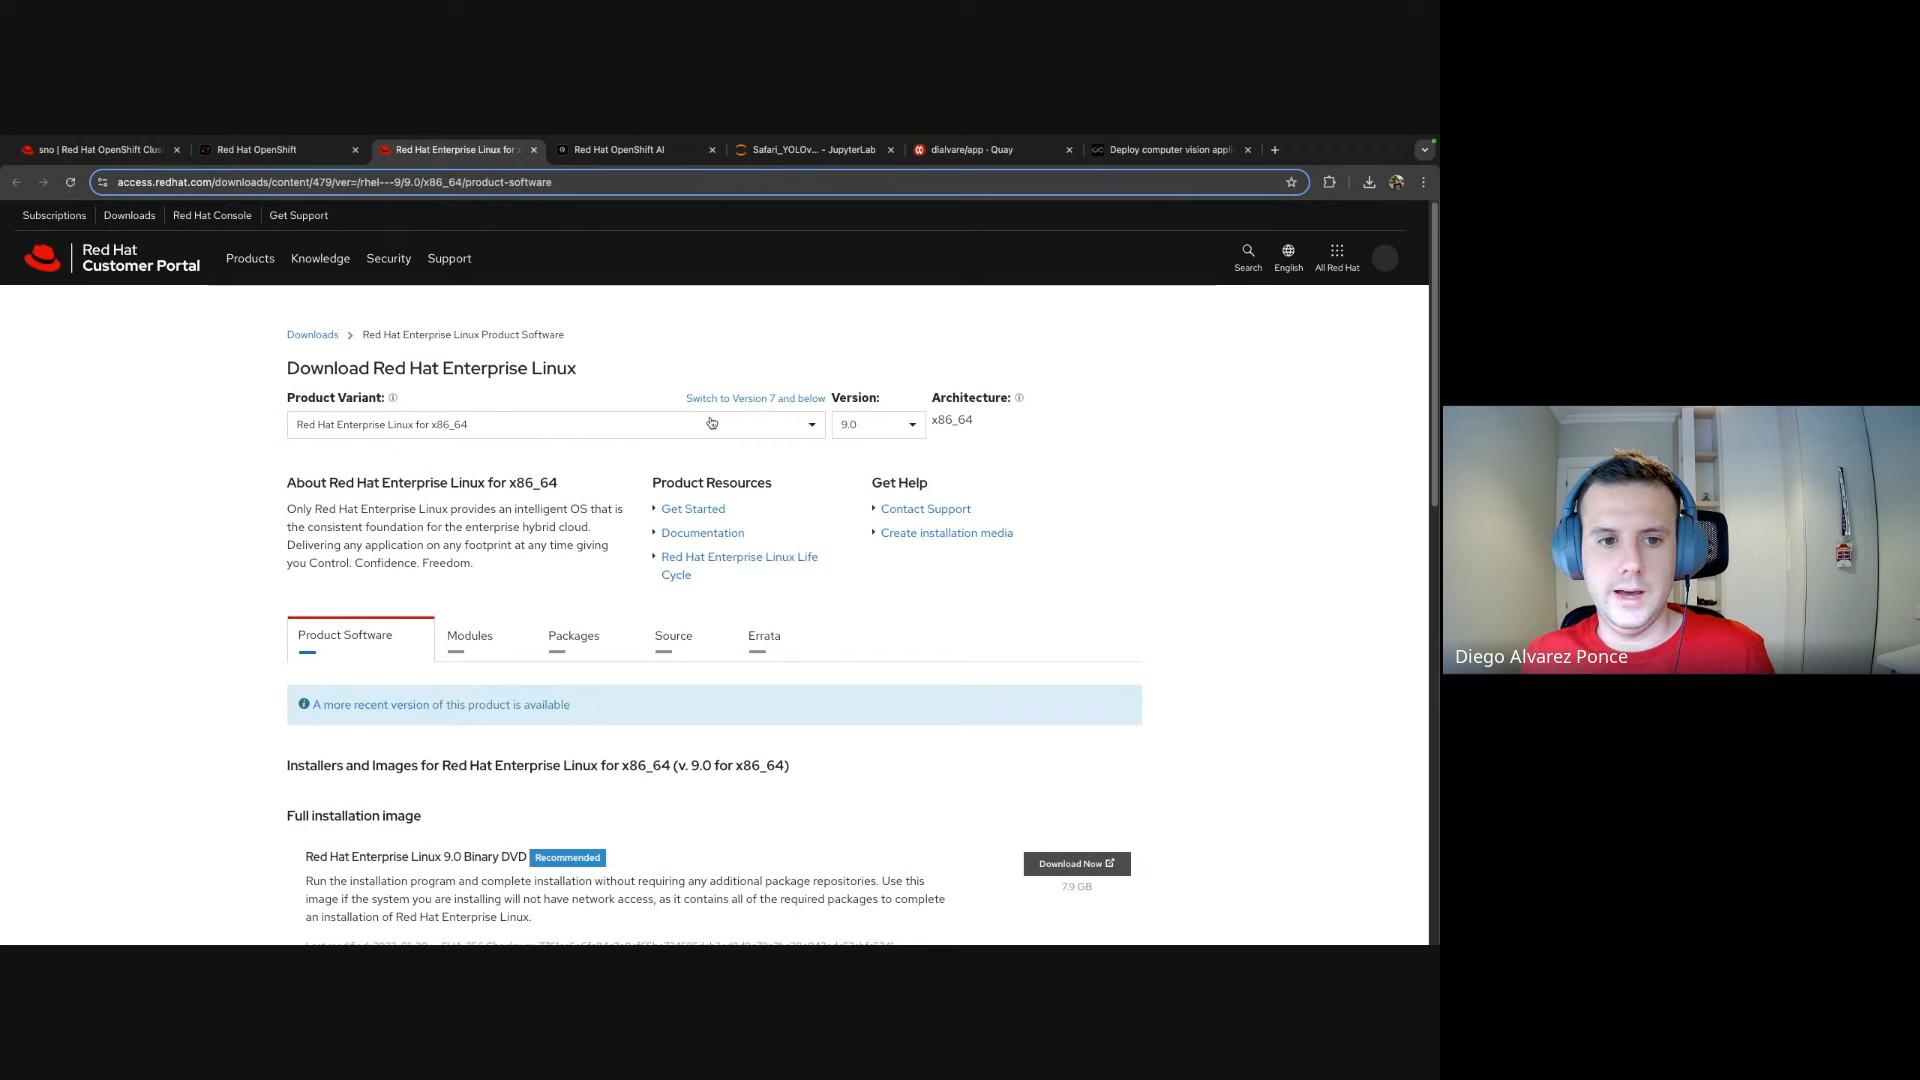 sno | Red Hat OpenShift Clus
Red Hat OpenShift
Red Hat Enterprise Linux for x
Red Hat OpenShift AI
Safari_YOLOv... - JupyterLab
dialvare/app · Quay
Deploy computer vision appli
access.redhat.com/downloads/content/479/ver=/rhel---9/9.0/x86_64/product-software
Subscriptions
Downloads
Red Hat Console
Get Support
Red Hat
Customer Portal
Products
Knowledge
Security
Support
Search
English
All Red Hat
Downloads
Red Hat Enterprise Linux Product Software
Download Red Hat Enterprise Linux
Product Variant:
Switch to Version 7 and below
Version:
Architecture:
Red Hat Enterprise Linux for x86_64
9.0
x86_64
About Red Hat Enterprise Linux for x86_64
Only Red Hat Enterprise Linux provides an intelligent OS that is
the consistent foundation for the enterprise hybrid cloud.
Delivering any application on any footprint at any time giving
you Control. Confidence. Freedom.
Product Resources
Get Started
Documentation
Red Hat Enterprise Linux Life
Cycle
Get Help
Contact Support
Create installation media
Product Software
Modules
Packages
Source
Errata
A more recent version of this product is available
Installers and Images for Red Hat Enterprise Linux for x86_64 (v. 9.0 for x86_64)
Full installation image
Red Hat Enterprise Linux 9.0 Binary DVD
Recommended
Run the installation program and complete installation without requiring any additional package repositories. Use this
image if the system you are installing will not have network access, as it contains all of the required packages to complete
an installation of Red Hat Enterprise Linux.
Download Now
7.9 GB
Diego Alvarez Ponce